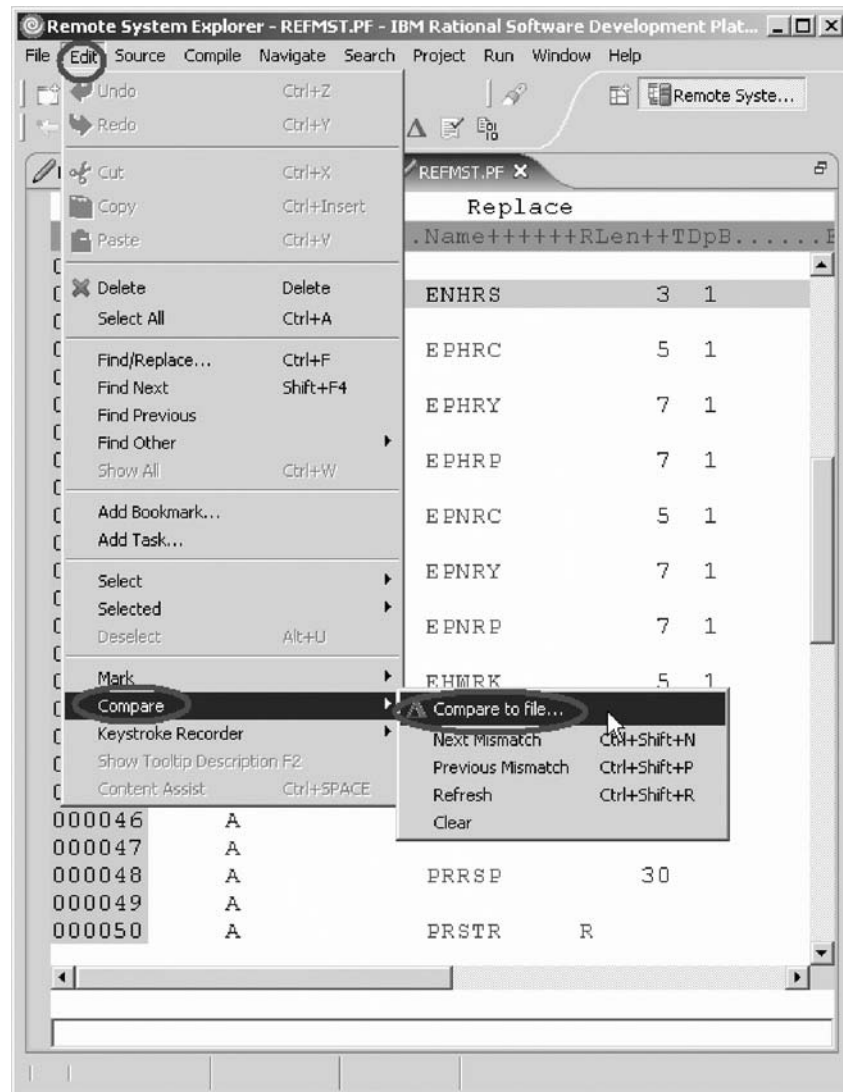 Remote System Explorer - REFMST.PF - IBM Rational Software Development Plat...
File Edit Source Compile Navigate Search Project Run Window Help
Remote Syste...
Undo Ctrl+Z
Redo Ctrl+Y
Cut Ctrl+X
Copy Ctrl+Insert
Paste Ctrl+V
Delete Delete
Select All Ctrl+A
Find/Replace... Ctrl+F
Find Next Shift+F4
Find Previous
Find Other
Show All Ctrl+W
Add Bookmark...
Add Task...
Select
Selected
Deselect Alt+U
Mark
Compare
Keystroke Recorder
Show Tooltip Description F2
Content Assist Ctrl+SPACE
Compare to file...
Next Mismatch Ctrl+Shift+N
Previous Mismatch Ctrl+Shift+P
Refresh Ctrl+Shift+R
Clear
REFMST.PF
Replace
.Name++++++RLen++TDpB......F
ENHRS 3 1
EPHRC 5 1
EPHRY 7 1
EPHRP 7 1
EPNRC 5 1
EPNRY 7 1
EPNRP 7 1
EHWRK 5 1
000046 A
000047 A
000048 A PRRSP 30
000049 A
000050 A PRSTR R